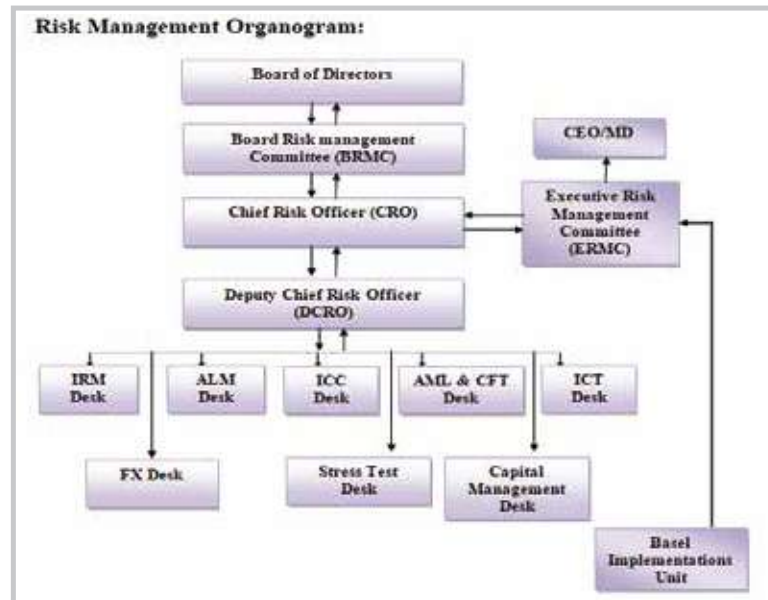 Risk Management Organogram:
Board of Directors
Board Risk management
Committee (BRMC)
CEO/MD
Chief Risk Officer (CRO)
Executive Risk
Management
Committee
(ERMC)
Deputy Chief Risk Officer
(DCRO)
IRM
Desk
ALM
Desk
ICC
Desk
AML & CFT
Desk
ICT
Desk
FX Desk
Stress Test
Desk
Capital
Management
Desk
Basel
Implementations
Unit